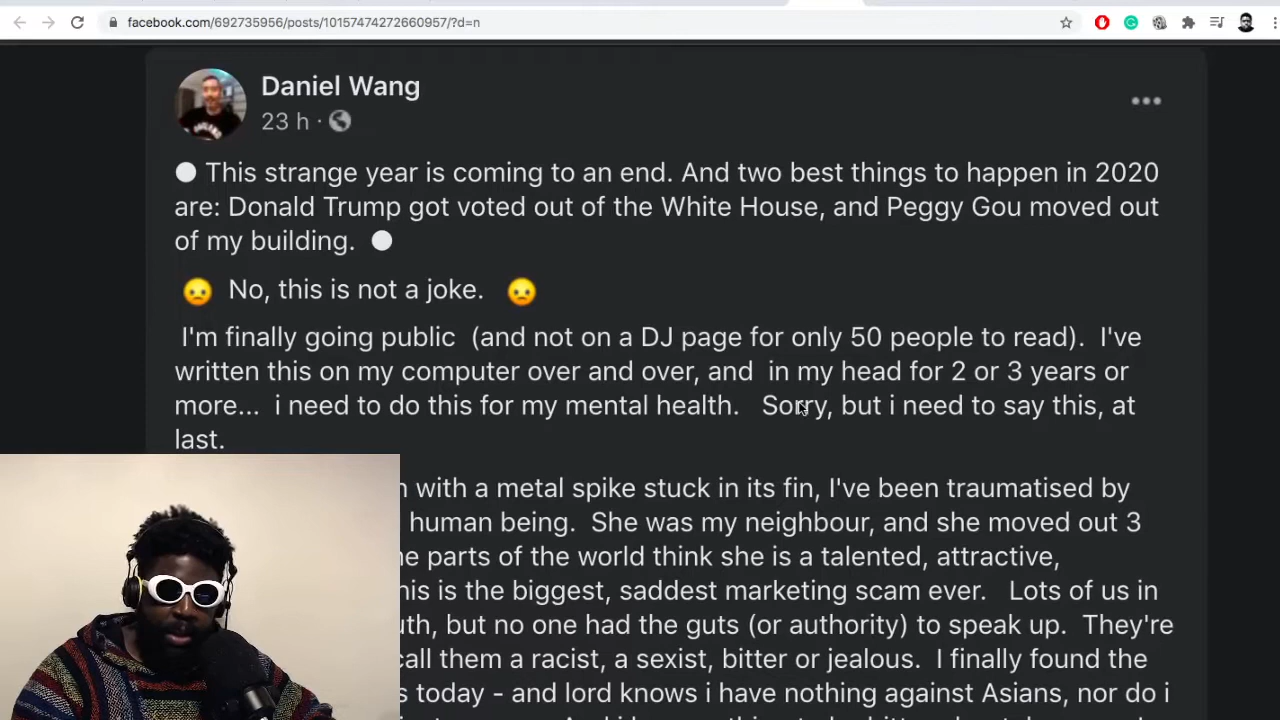 facebook.com/692735956/posts/10157474272660957/?d=n
Daniel Wang
23 h ·
This strange year is coming to an end. And two best things to happen in 2020
are: Donald Trump got voted out of the White House, and Peggy Gou moved out
of my building.
No, this is not a joke.
I'm finally going public (and not on a DJ page for only 50 people to read). I've
written this on my computer over and over, and in my head for 2 or 3 years or
more... i need to do this for my mental health. Sorry, but i need to say this, at
last.
with a metal spike stuck in its fin, I've been traumatised by
human being. She was my neighbour, and she moved out 3
parts of the world think she is a talented, attractive,
is the biggest, saddest marketing scam ever. Lots of us in
but no one had the guts (or authority) to speak up. They're
call them a racist, a sexist, bitter or jealous. I finally found the
today - and lord knows i have nothing against Asians, nor do i